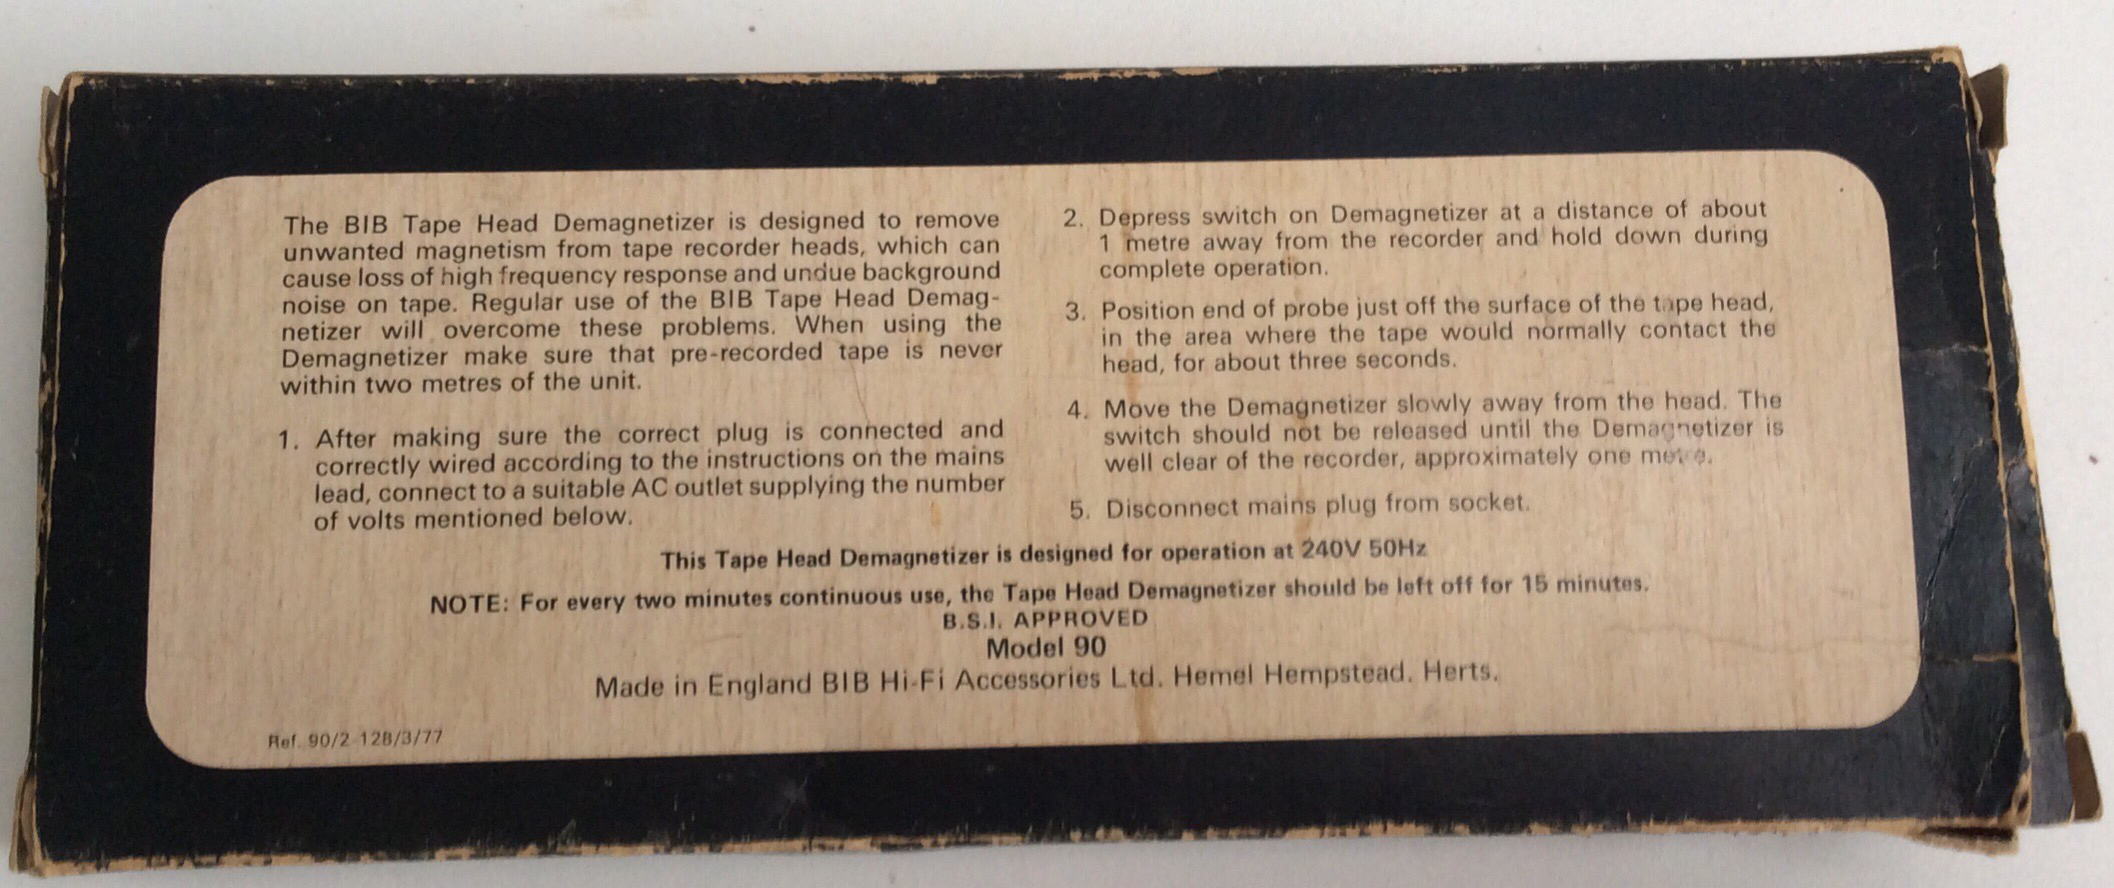 The BIB Tape Head Demagnetizer is designed to remove
unwanted magnetism from tape recorder heads, which can
cause loss of high frequency response and undue background
noise on tape. Regular use of the BIB Tape Head Demag-
netizer will overcome these problems. When using the
Demagnetizer make sure that pre-recorded tape is never
within two metres of the unit.
1. After making sure the correct plug is connected and
correctly wired according to the instructions on the mains
lead, connect to a suitable AC outlet supplying the number
of volts mentioned below.
2. Depress switch on Demagnetizer at a distance of about
1 metre away from the recorder and hold down during
complete operation.
3. Position end of probe just off the surface of the tape head,
in the area where the tape would normally contact the
head, for about three seconds.
4. Move the Demagnetizer slowly away from the head. The
switch should not be released until the Demagnetizer is
well clear of the recorder, approximately one metre.
5. Disconnect mains plug from socket.
This Tape Head Demagnetizer is designed for operation at 240V 50Hz
NOTE: For every two minutes continuous use, the Tape Head Demagnetizer should be left off for 15 minutes.
B.S.I. APPROVED
Model 90
Made in England BIB Hi-Fi Accessories Ltd. Hemel Hempstead. Herts.
Ref. 90/2 128/3/77